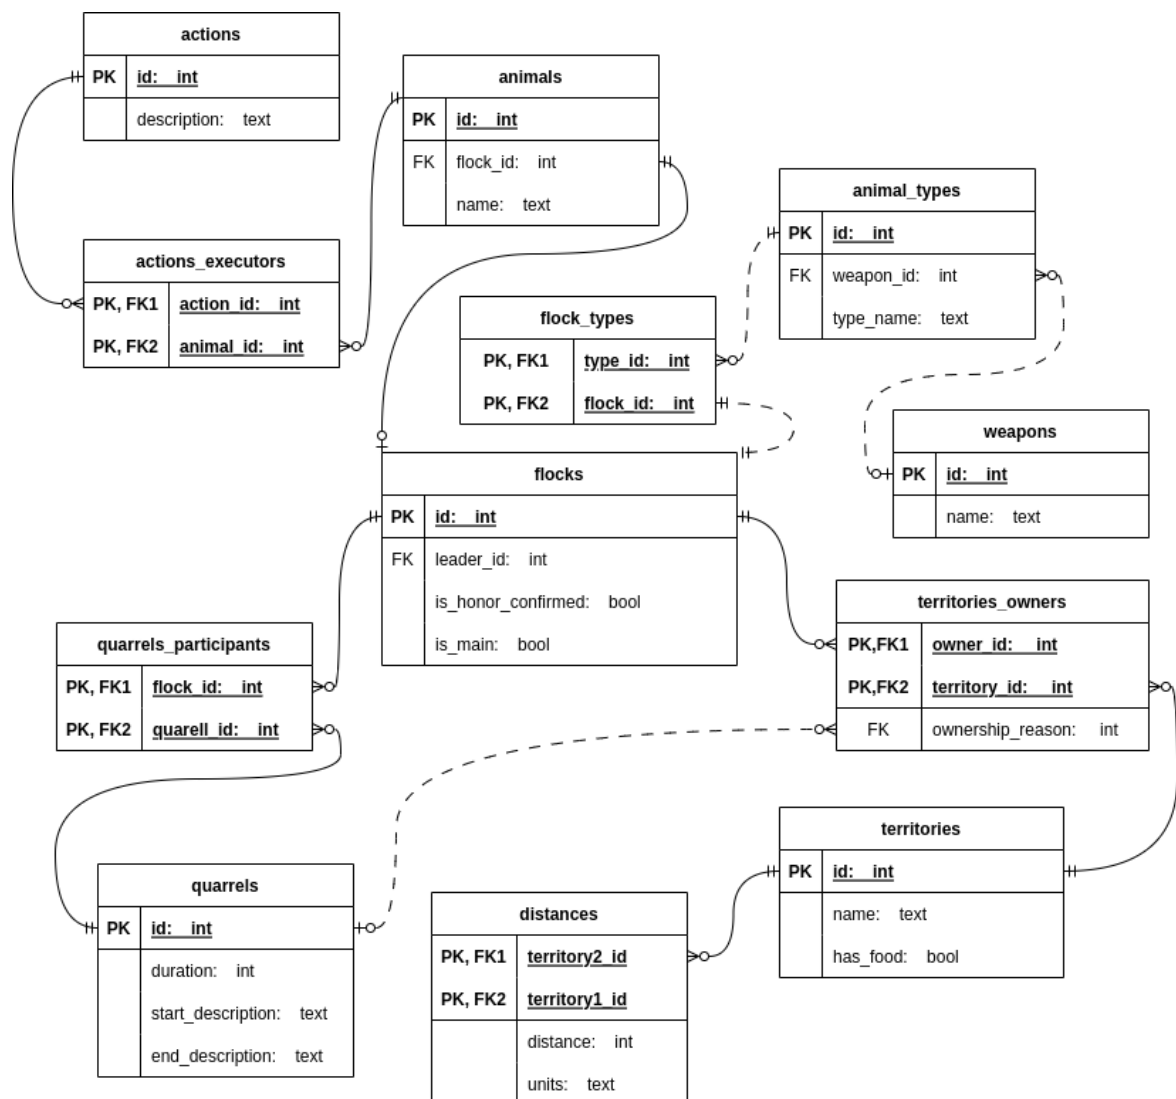 actions
PK id: int
description: text
animals
PK id: int
FK flock_id: int
name: text
animal_types
PK id: int
FK weapon_id: int
type_name: text
actions_executors
PK, FK1 action_id: int
PK, FK2 animal_id: int
flock_types
PK, FK1 type_id: int
PK, FK2 flock_id: int
weapons
PK id: int
name: text
flocks
PK id: int
FK leader_id: int
is_honor_confirmed: bool
is_main: bool
territories_owners
PK,FK1 owner_id: int
PK,FK2 territory_id: int
FK ownership_reason: int
quarrels_participants
PK, FK1 flock_id: int
PK, FK2 quarell_id: int
territories
PK id: int
name: text
has_food: bool
quarrels
PK id: int
duration: int
start_description: text
end_description: text
distances
PK, FK1 territory2_id
PK, FK2 territory1_id
distance: int
units: text